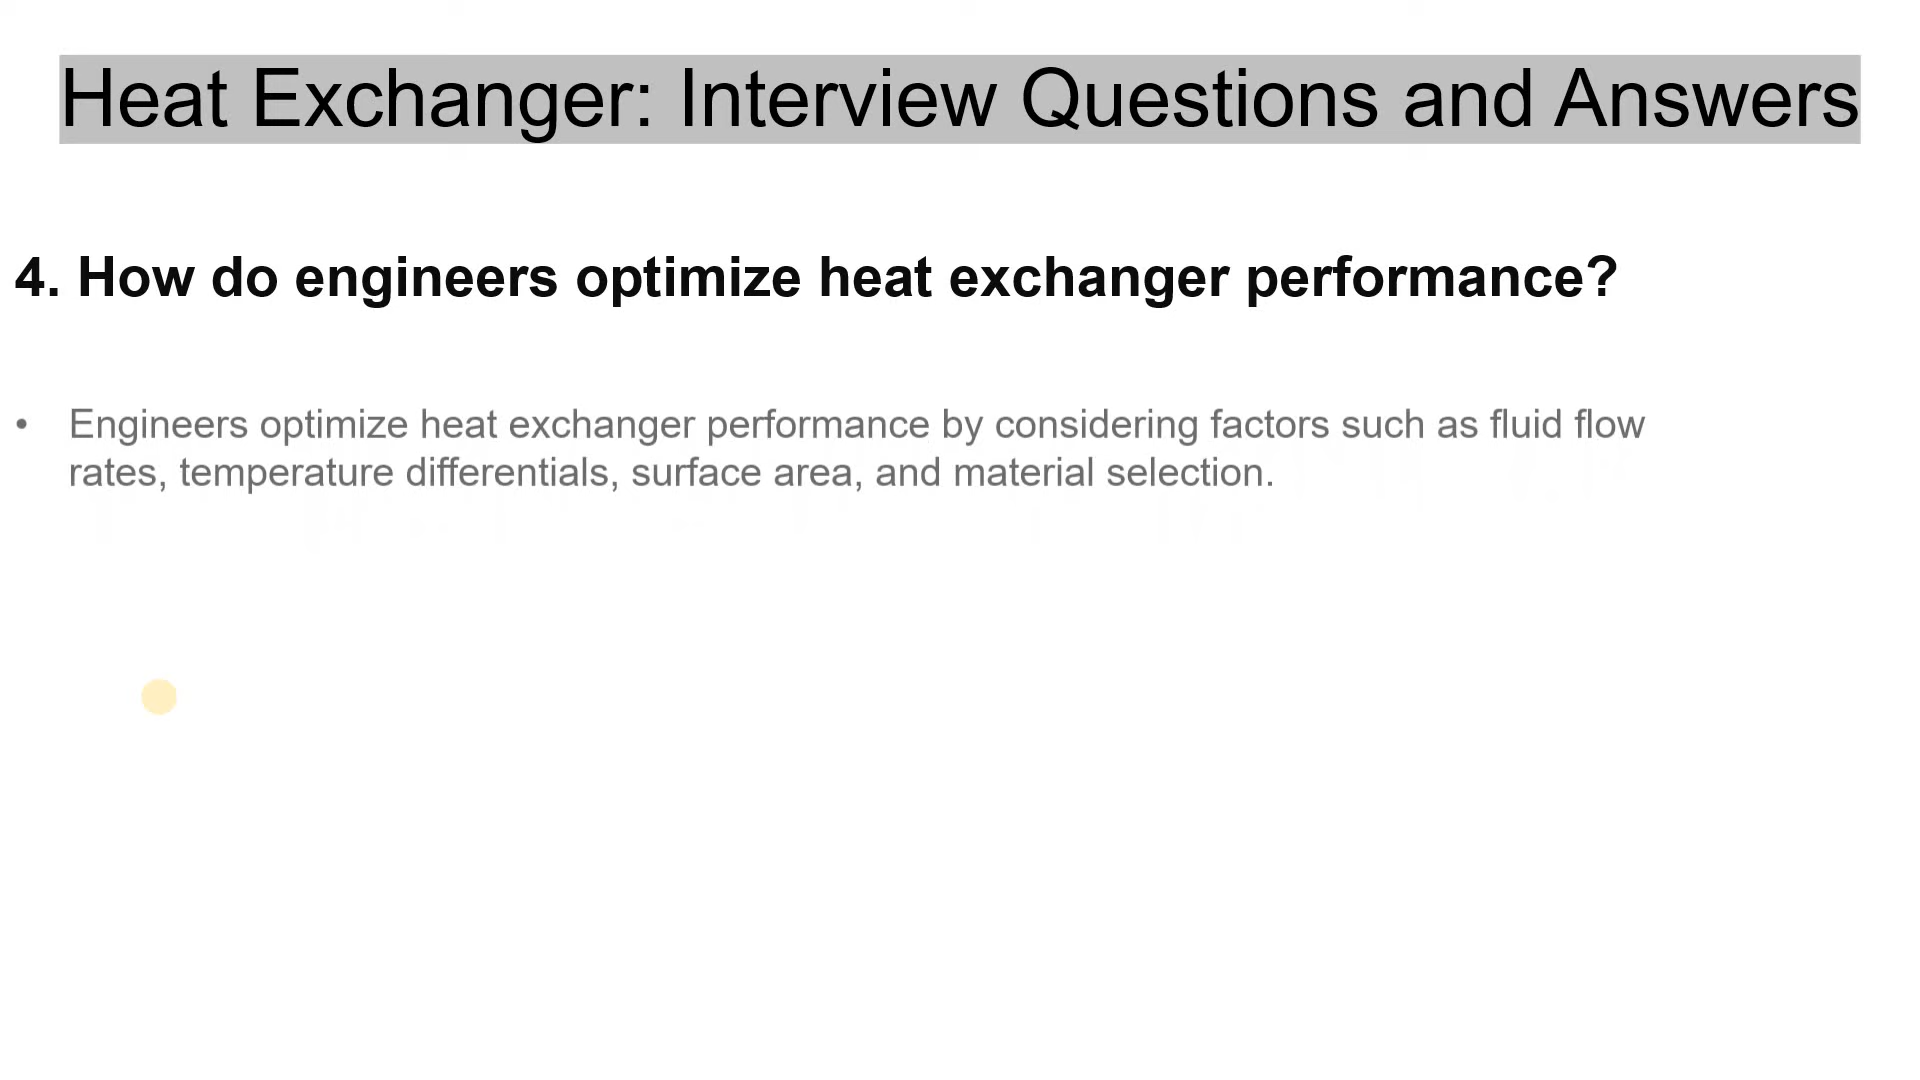 Heat Exchanger: Interview Questions and Answers
4. How do engineers optimize heat exchanger performance?
• Engineers optimize heat exchanger performance by considering factors such as fluid flow
rates, temperature differentials, surface area, and material selection.